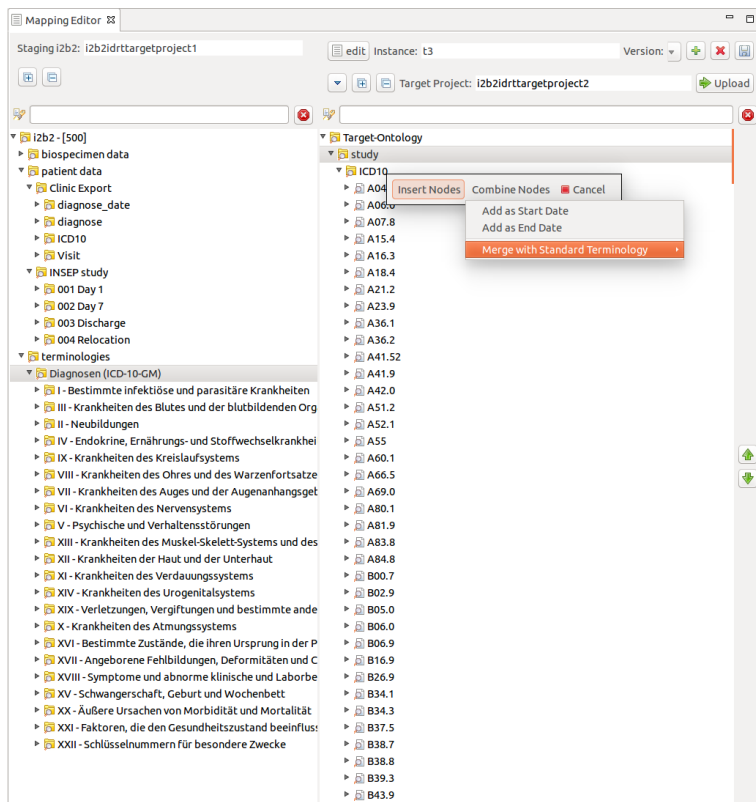 Mapping Editor
Staging i2b2: i2b2idrttargetproject1
edit Instance: t3 Version:
Target Project: i2b2idrttargetproject2 Upload
i2b2 - [500]
biospecimen data
patient data
Clinic Export
diagnose_date
diagnose
ICD10
Visit
INSEP study
001 Day 1
002 Day 7
003 Discharge
004 Relocation
terminologies
Diagnosen (ICD-10-GM)
I - Bestimmte infektiöse und parasitäre Krankheiten
III - Krankheiten des Blutes und der blutbildenden Org
II - Neubildungen
IV - Endokrine, Ernährungs- und Stoffwechselkrankhei
IX - Krankheiten des Kreislaufsystems
VIII - Krankheiten des Ohres und des Warzenfortsatze
VII - Krankheiten des Auges und der Augenanhangsgeb
VI - Krankheiten des Nervensystems
V - Psychische und Verhaltensstörungen
XIII - Krankheiten des Muskel-Skelett-Systems und des
XII - Krankheiten der Haut und der Unterhaut
XI - Krankheiten des Verdauungssystems
XIV - Krankheiten des Urogenitalsystems
XIX - Verletzungen, Vergiftungen und bestimmte ande
X - Krankheiten des Atmungssystems
XVI - Bestimmte Zustände, die ihren Ursprung in der P
XVII - Angeborene Fehlbildungen, Deformitäten und C
XVIII - Symptome und abnorme klinische und Laborbe
XV - Schwangerschaft, Geburt und Wochenbett
XX - Äußere Ursachen von Morbidität und Mortalität
XXI - Faktoren, die den Gesundheitszustand beeinfluss
XXII - Schlüsselnummern für besondere Zwecke
Target-Ontology
study
ICD10
A04
Insert Nodes Combine Nodes Cancel
Add as Start Date
Add as End Date
Merge with Standard Terminology
A06.0
A07.8
A15.4
A16.3
A18.4
A21.2
A23.9
A36.1
A36.2
A41.52
A41.9
A42.0
A51.2
A52.1
A55
A60.1
A66.5
A69.0
A80.1
A81.9
A83.8
A84.8
B00.7
B02.9
B05.0
B06.0
B06.9
B16.9
B26.9
B34.1
B34.3
B37.5
B38.7
B38.8
B39.3
B43.9